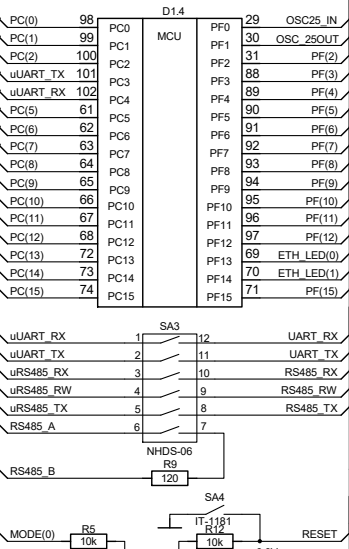 D1.4
PC(0) 98 PC0 MCU PF0 29 OSC25_IN
PC(1) 99 PC1 PF1 30 OSC_25OUT
PC(2) 100 PC2 PF2 31 PF(2)
uUART_TX 101 PC3 PF3 88 PF(3)
uUART_RX 102 PC4 PF4 89 PF(4)
PC(5) 61 PC5 PF5 90 PF(5)
PC(6) 62 PC6 PF6 91 PF(6)
PC(7) 63 PC7 PF7 92 PF(7)
PC(8) 64 PC8 PF8 93 PF(8)
PC(9) 65 PC9 PF9 94 PF(9)
PC(10) 66 PC10 PF10 95 PF(10)
PC(11) 67 PC11 PF11 96 PF(11)
PC(12) 68 PC12 PF12 97 PF(12)
PC(13) 72 PC13 PF13 69 ETH_LED(0)
PC(14) 73 PC14 PF14 70 ETH_LED(1)
PC(15) 74 PC15 PF15 71 PF(15)
SA3
uUART_RX 1 12 UART_RX
uUART_TX 2 11 UART_TX
uRS485_RX 3 10 RS485_RX
uRS485_RW 4 9 RS485_RW
uRS485_TX 5 8 RS485_TX
RS485_A 6 7
NHDS-06
R9
RS485_B 120
SA4
IT-1181
MODE(0) R5 R12 RESET
10k 10k